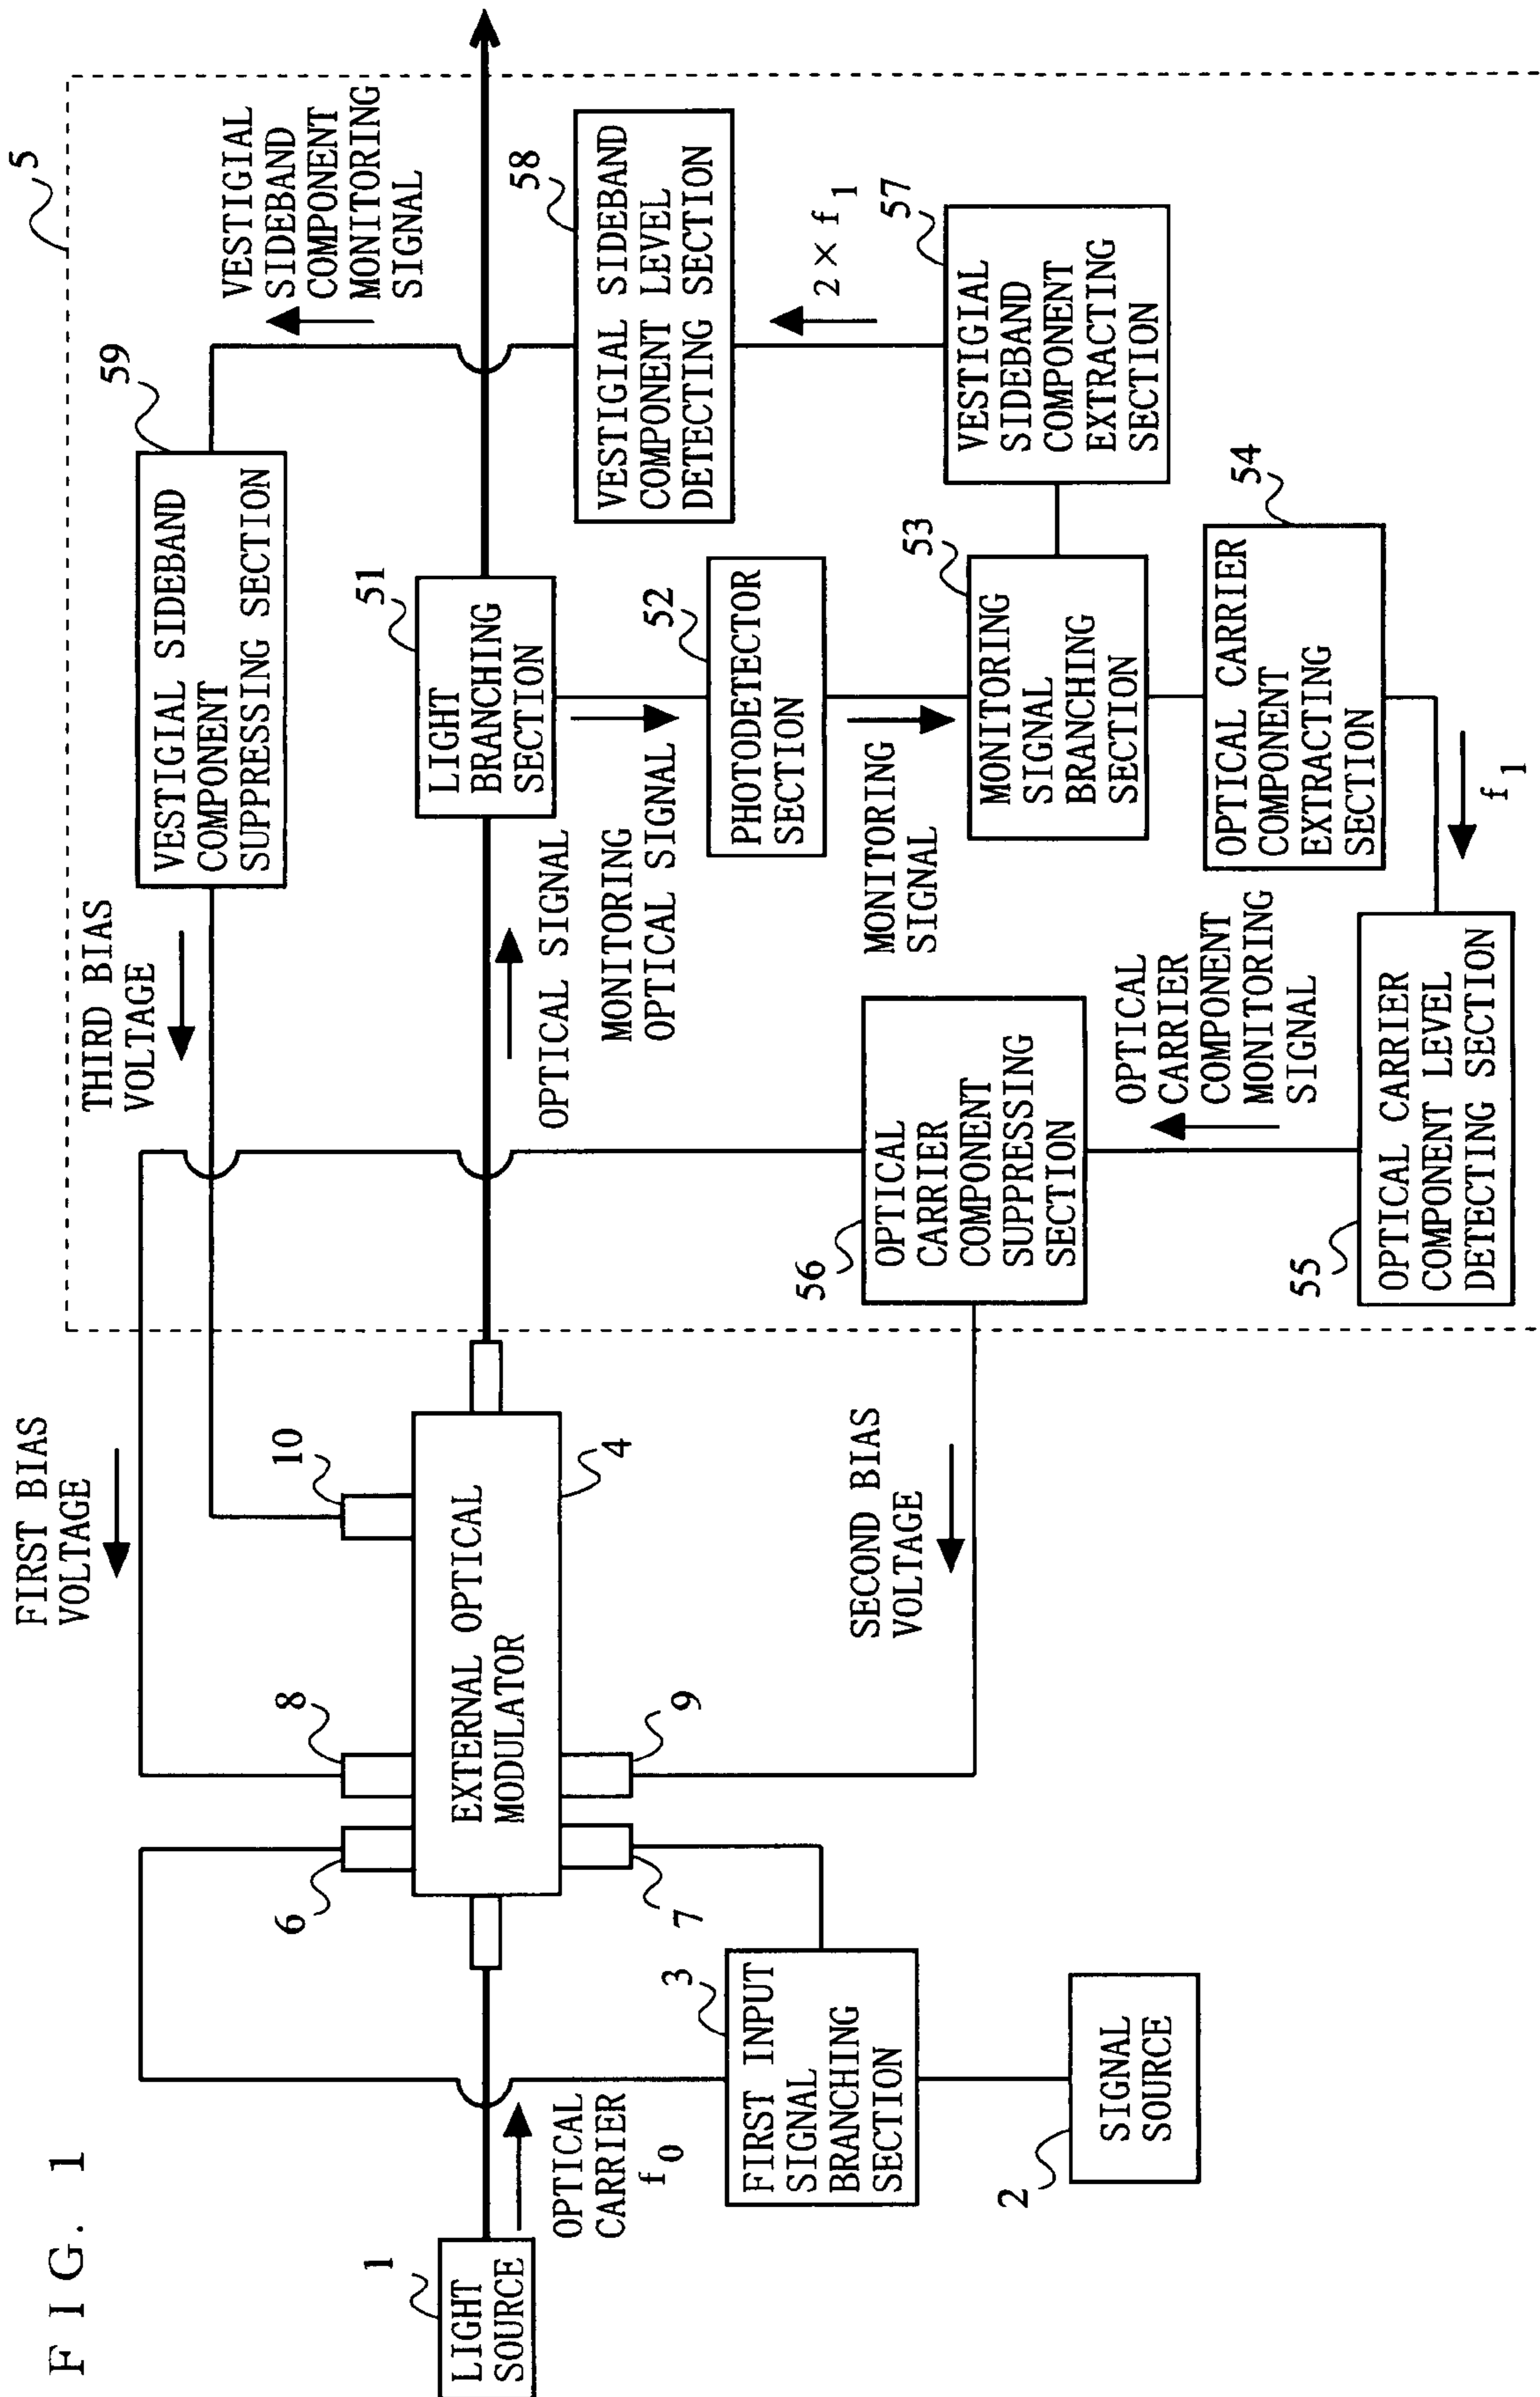 FIG. 1
1
LIGHT
SOURCE
OPTICAL
CARRIER
f0
2
SIGNAL
SOURCE
3
FIRST INPUT
SIGNAL
BRANCHING
SECTION
6
7
8
9
10
EXTERNAL OPTICAL
MODULATOR
4
FIRST BIAS
VOLTAGE
SECOND BIAS
VOLTAGE
THIRD BIAS
VOLTAGE
5
OPTICAL SIGNAL
51
LIGHT
BRANCHING
SECTION
MONITORING
OPTICAL SIGNAL
52
PHOTODETECTOR
SECTION
MONITORING
SIGNAL
53
MONITORING
SIGNAL
BRANCHING
SECTION
54
OPTICAL CARRIER
COMPONENT
EXTRACTING
SECTION
f1
55
OPTICAL CARRIER
COMPONENT LEVEL
DETECTING SECTION
OPTICAL
CARRIER
COMPONENT
MONITORING
SIGNAL
56
OPTICAL
CARRIER
COMPONENT
SUPPRESSING
SECTION
57
VESTIGIAL
SIDEBAND
COMPONENT
EXTRACTING
SECTION
2×f1
58
VESTIGIAL SIDEBAND
COMPONENT LEVEL
DETECTING SECTION
VESTIGIAL
SIDEBAND
COMPONENT
MONITORING
SIGNAL
59
VESTIGIAL SIDEBAND
COMPONENT
SUPPRESSING SECTION